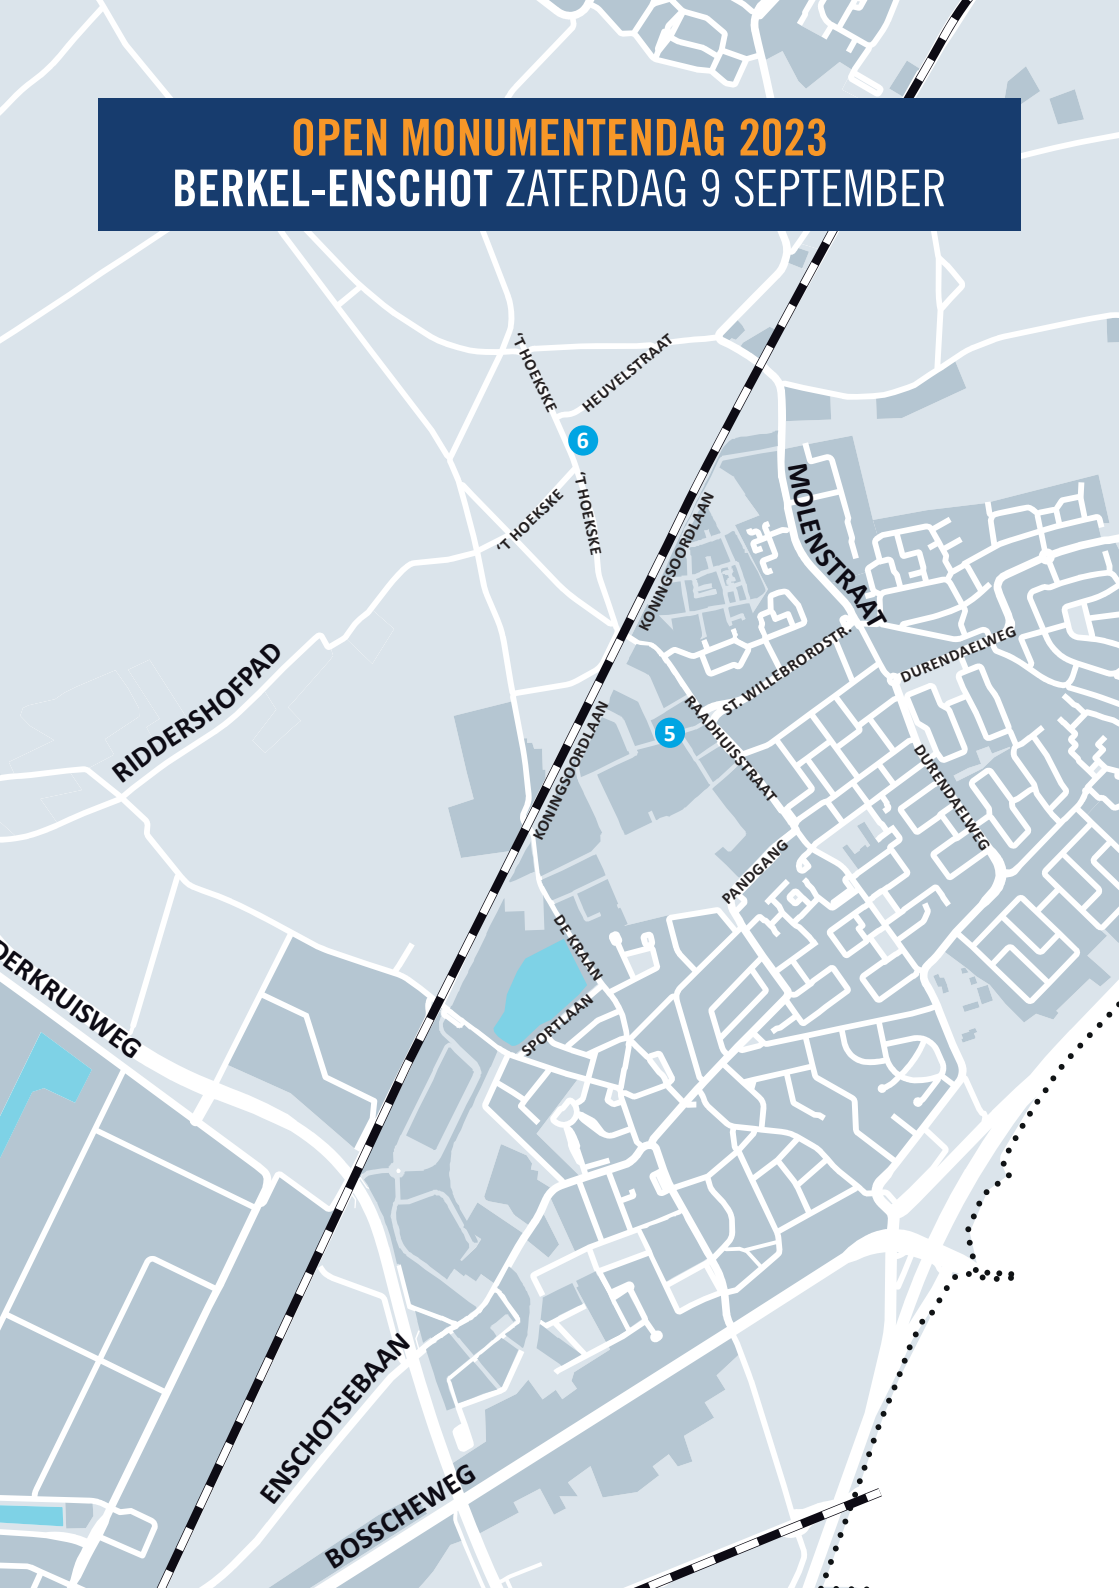 OPEN MONUMENTENDAG 2023
BERKEL-ENSCHOT ZATERDAG 9 SEPTEMBER
‘T HOEKSKE
HEUVELSTRAAT
6
‘T HOEKSKE
‘T HOEKSKE
KONINGSOORDLAAN
MOLENSTRAAT
ST. WILLEBRORDSTR.
DURENDAELWEG
RIDDERSHOFPAD
RAADHUISSTRAAT
5
KONINGSOORDLAAN
DURENDAELWEG
PANDGANG
DE KRAAN
SPORTLAAN
DERKRUISWEG
ENSCHOTSEBAAN
BOSSCHEWEG